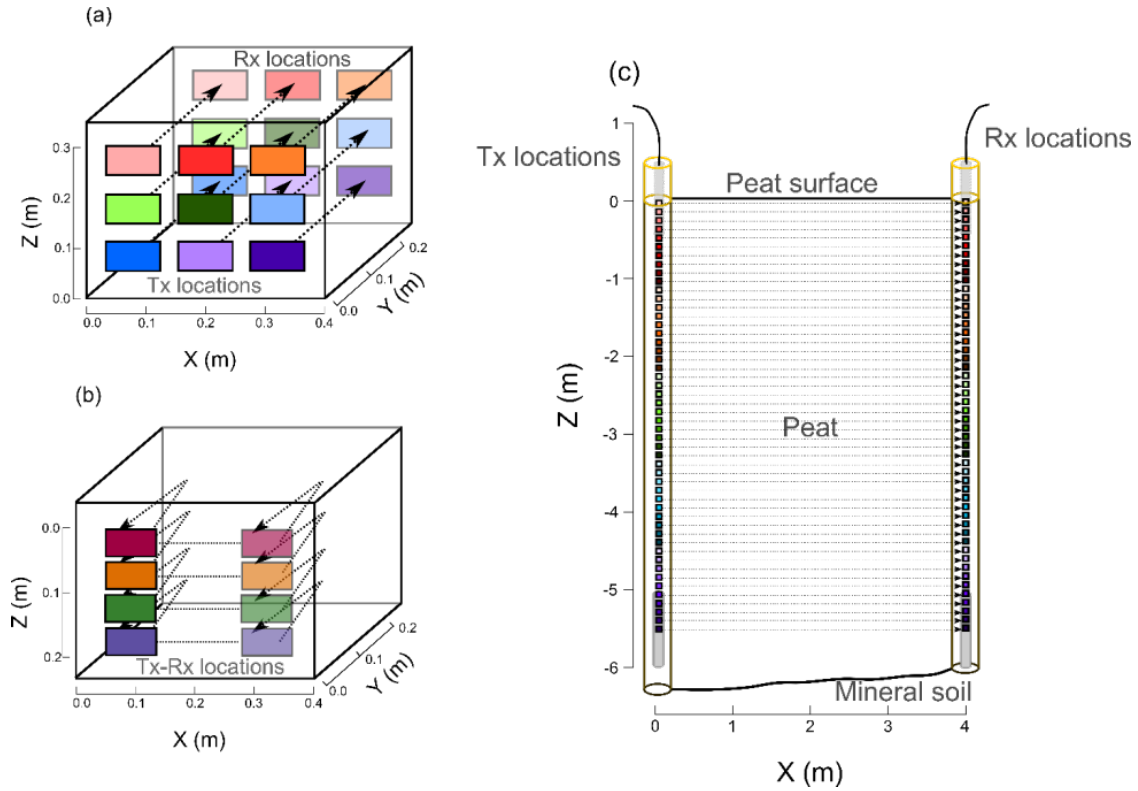 (a)
Rx locations
0.3
0.2
0.1
0.0
Z (m)
Tx locations
0.0 0.1 0.2 0.3 0.4
X (m)
0.0 0.1 0.2
Y (m)
(b)
0.0
0.1
0.2
Z (m)
Tx-Rx locations
0.0 0.1 0.2 0.3 0.4
X (m)
0.0 0.1 0.2
Y (m)
(c)
Tx locations
Rx locations
Peat surface
1
0
-1
-2
-3
-4
-5
-6
Z (m)
Peat
Mineral soil
0 1 2 3 4
X (m)